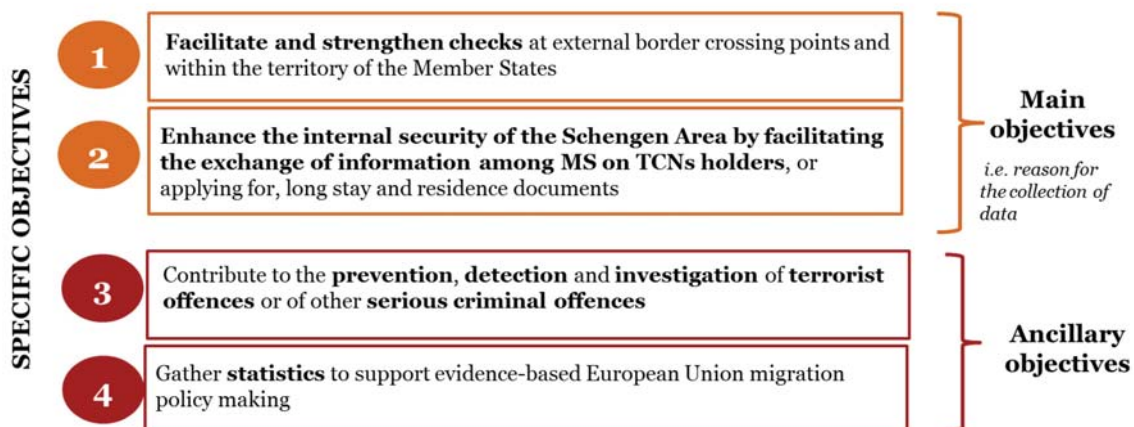 SPECIFIC OBJECTIVES
1
Facilitate and strengthen checks at external border crossing points and
within the territory of the Member States
2
Enhance the internal security of the Schengen Area by facilitating
the exchange of information among MS on TCNs holders, or
applying for, long stay and residence documents
Main
objectives
i.e. reason for
the collection of
data
3
Contribute to the prevention, detection and investigation of terrorist
offences or of other serious criminal offences
4
Gather statistics to support evidence-based European Union migration
policy making
Ancillary
objectives